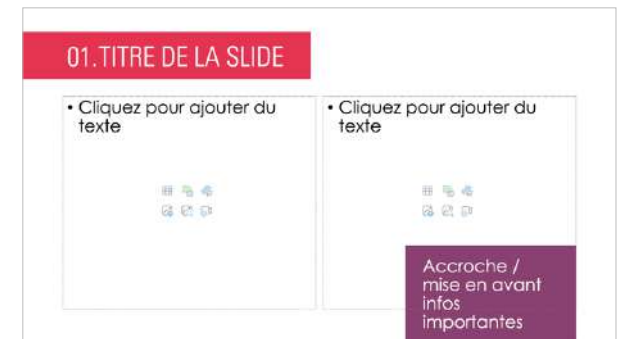 01.TITRE DE LA SLIDE
• Cliquez pour ajouter du
texte
• Cliquez pour ajouter du
texte
Accroche /
mise en avant
infos
importantes